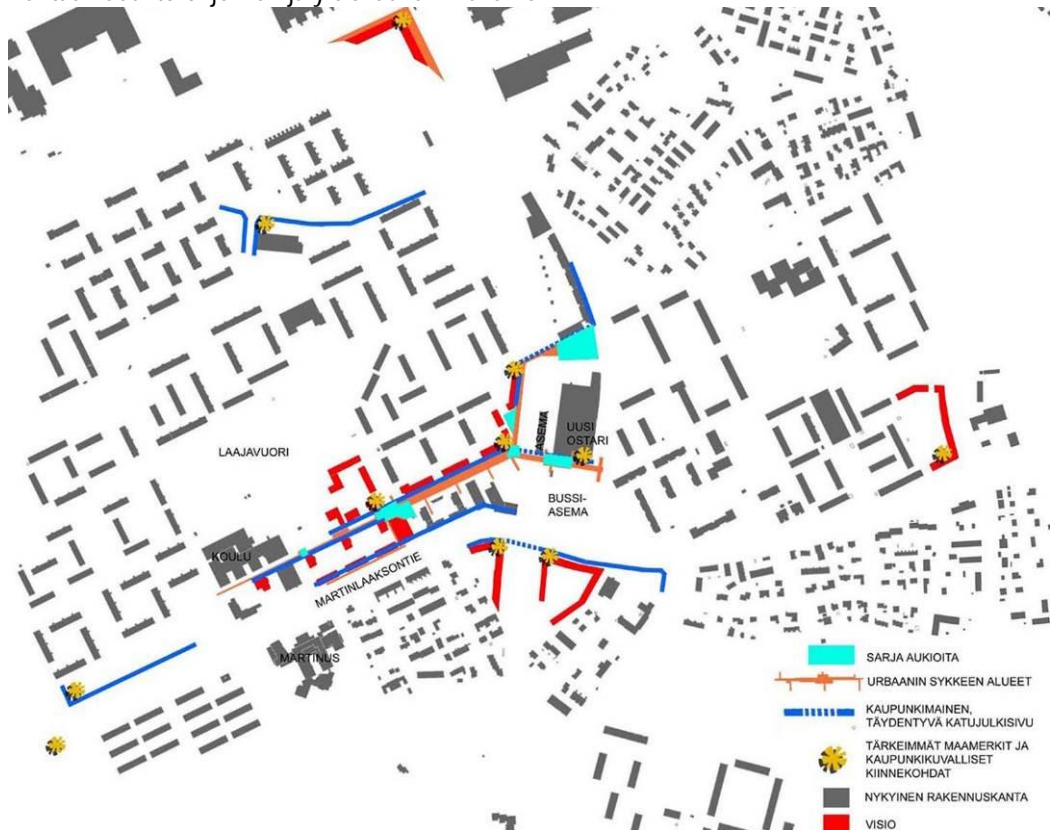 ASEMA
UUSI
OSTARI
LAAJAVUORI
BUSSI-
ASEMA
KOULU
MARTINLAAKSONTIE
MARTINUS
SARJA AUKIOITA
URBAANIN SYKKEEN ALUEET
KAUPUNKIMAINEN,
TÄYDENTYVÄ KATUJULKISIVU
TÄRKEIMMÄT MAAMERKIT JA
KAUPUNKIKUVALLISET
KIINNEKOHDAT
NYKYINEN RAKENNUSKANTA
VISIO